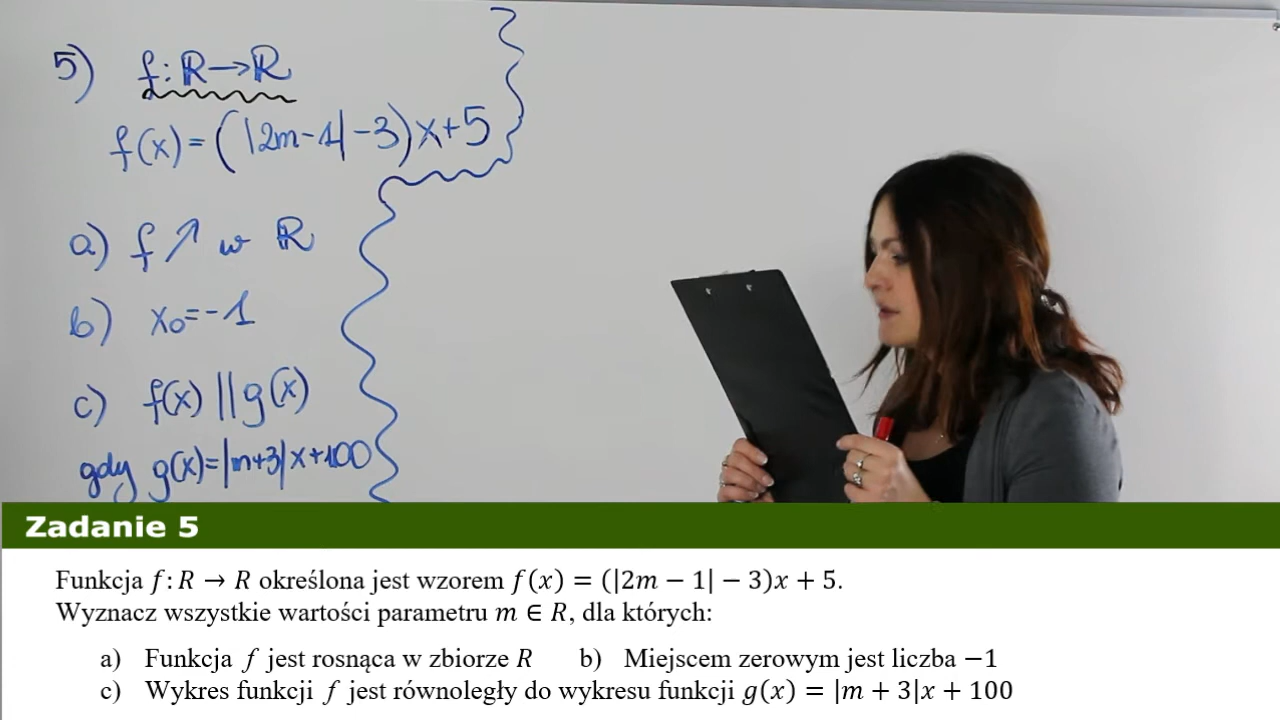 5) f: ℝ→ℝ
f(x) = (|2m-1|-3)x+5
a) f ↗ w ℝ
b) x₀=-1
c) f(x) || g(x)
gdy g(x)=|m+3|x+100
Zadanie 5
Funkcja f: R → R określona jest wzorem f(x) = (|2m − 1| − 3)x + 5.
Wyznacz wszystkie wartości parametru m ∈ R, dla których:
a) Funkcja f jest rosnąca w zbiorze R b) Miejscem zerowym jest liczba −1
c) Wykres funkcji f jest równoległy do wykresu funkcji g(x) = |m + 3|x + 100